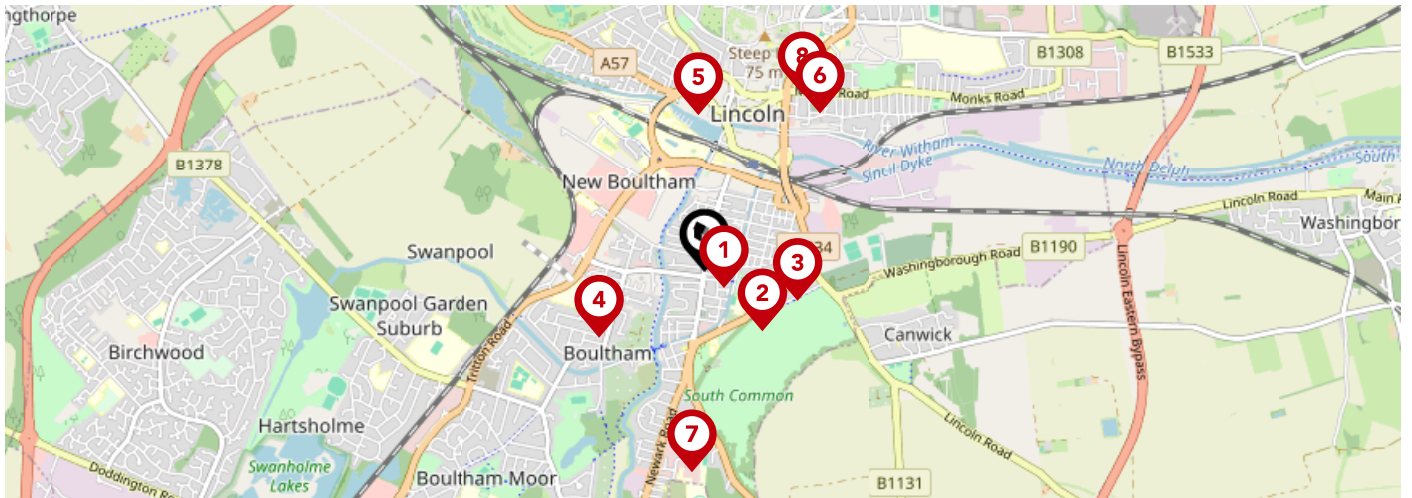 ngthorpe
Steep
75 m
A57
B1308
B1533
5
8
6
Road
Monks Road
Lincoln
B1378
River Witham
Sincil Dyke
North Delph
South
New Boultham
Lincoln Road
Main R
Washingbor
Swanpool
1
3
34
B1190
Washingborough Road
2
4
Swanpool Garden
Suburb
Canwick
Lincoln Eastern Bypass
Birchwood
Tritton Road
Boultham
South Common
Hartsholme
7
Newark Road
Lincoln Road
Swanholme
Lakes
Doddington Ro
Boultham Moor
B1131